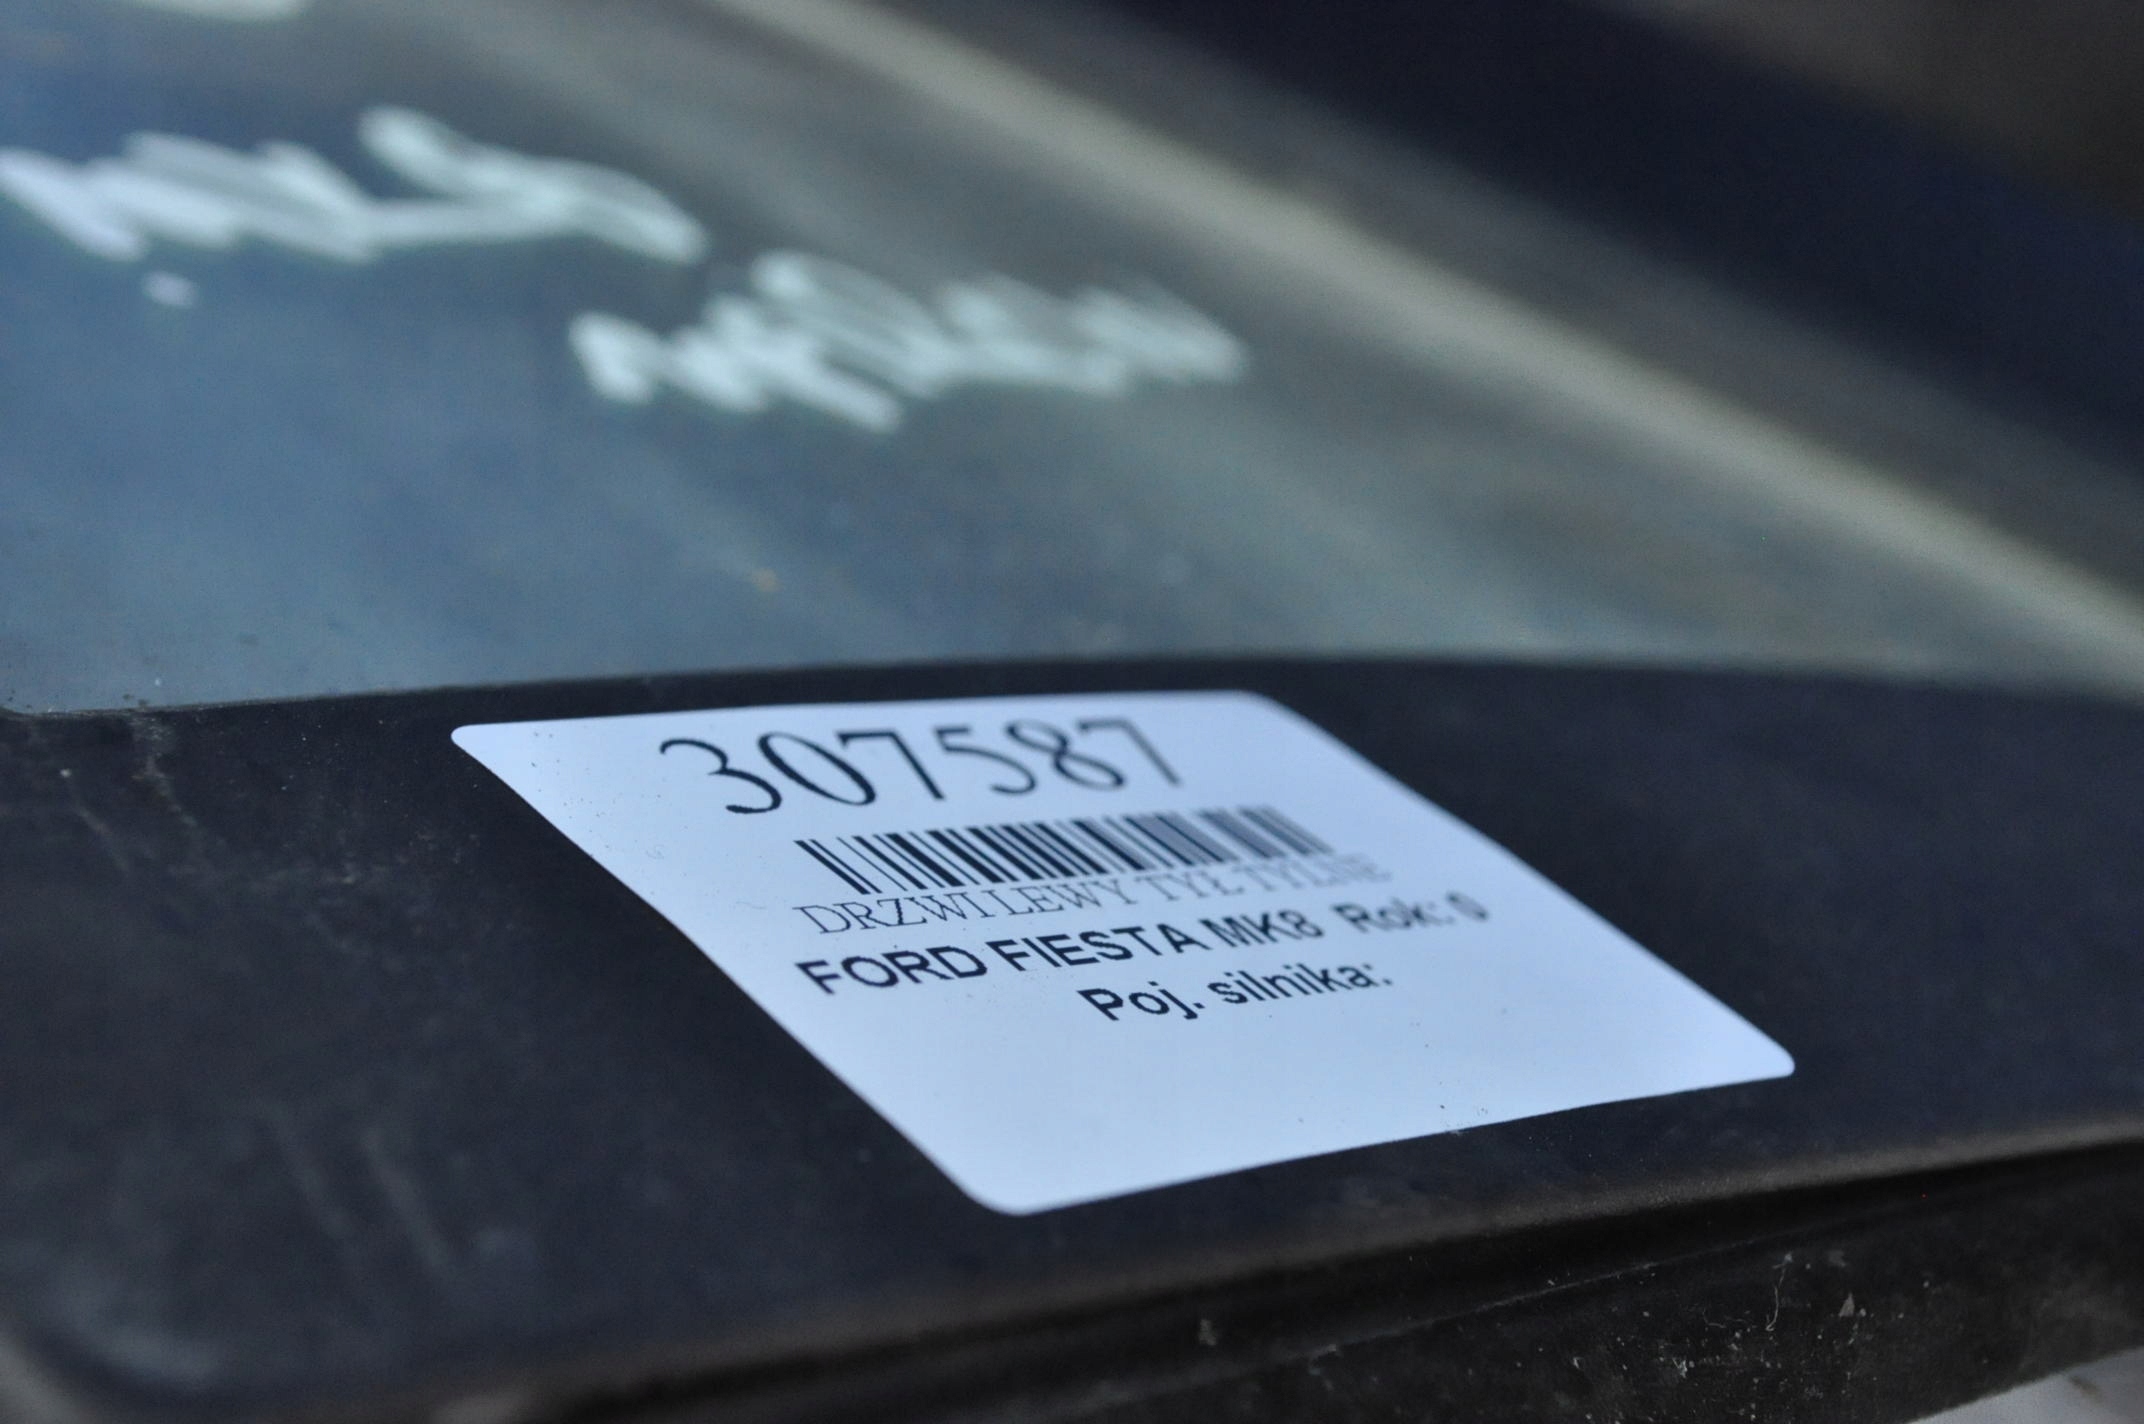 307587
DRZWI LEWY TYŁ TYLNE
FORD FIESTA MK8 Rok: 0
Poj. silnika: